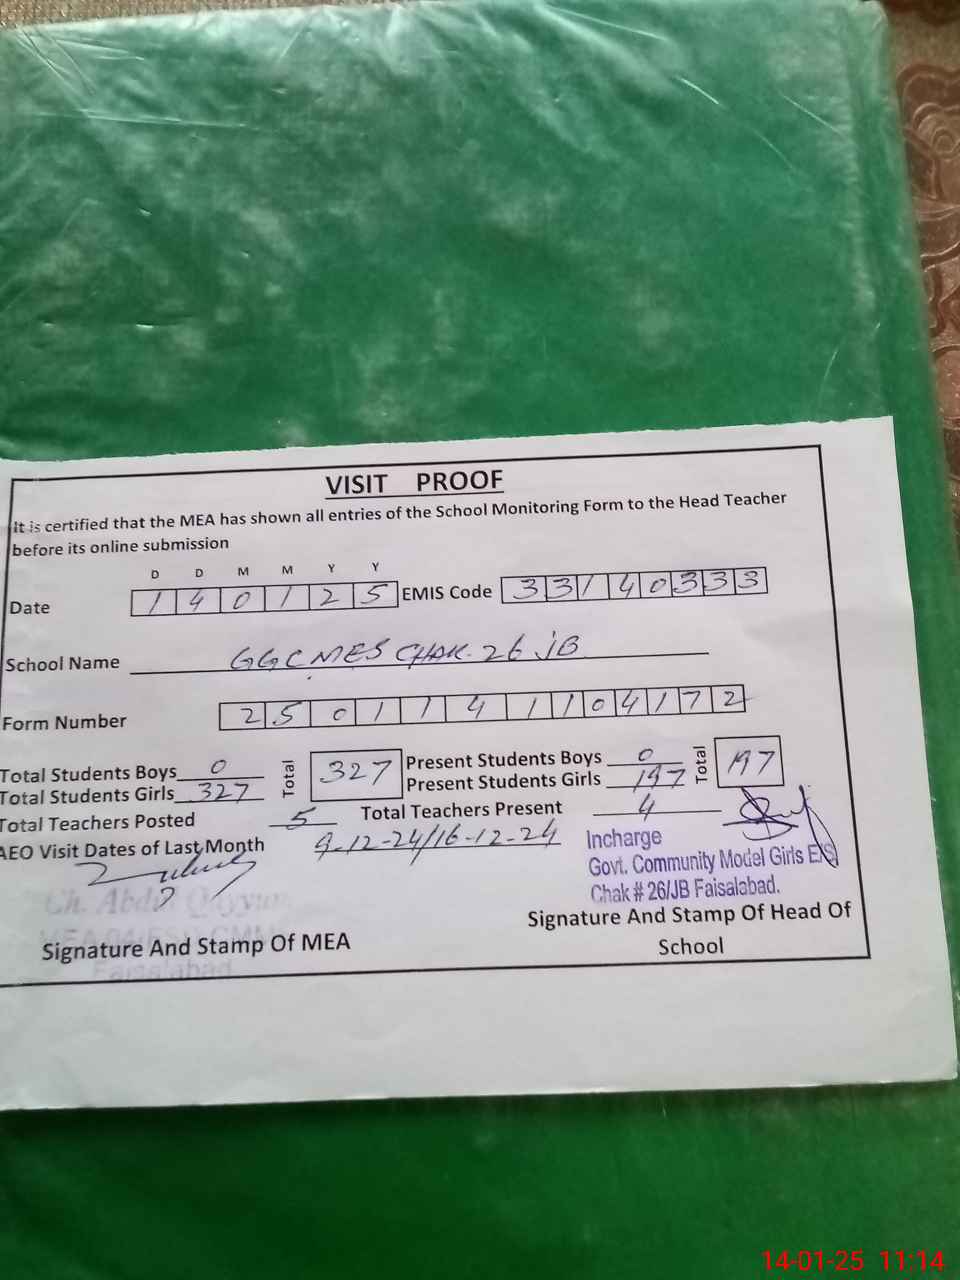 VISIT PROOF
It is certified that the MEA has shown all entries of the School Monitoring Form to the Head Teacher
before its online submission
D D M M Y Y
Date 1 4 0 1 2 5 EMIS Code 3 3 1 4 0 3 3 3
School Name GGCMES CHAK. 26 JB
Form Number 2 5 0 1 1 4 1 1 0 4 1 7 2
Total Students Boys 0 Total 327 Present Students Boys 0 Total 197
Total Students Girls 327 Present Students Girls 197
Total Teachers Posted 5 Total Teachers Present 4
AEO Visit Dates of Last Month 9-12-24/16-12-24
Incharge
Govt. Community Model Girls E/S
Chak # 26/JB Faisalabad.
Ch. Abdul Qayyum
Faisalabad
Signature And Stamp Of MEA
Signature And Stamp Of Head Of
School
14-01-25 11:14